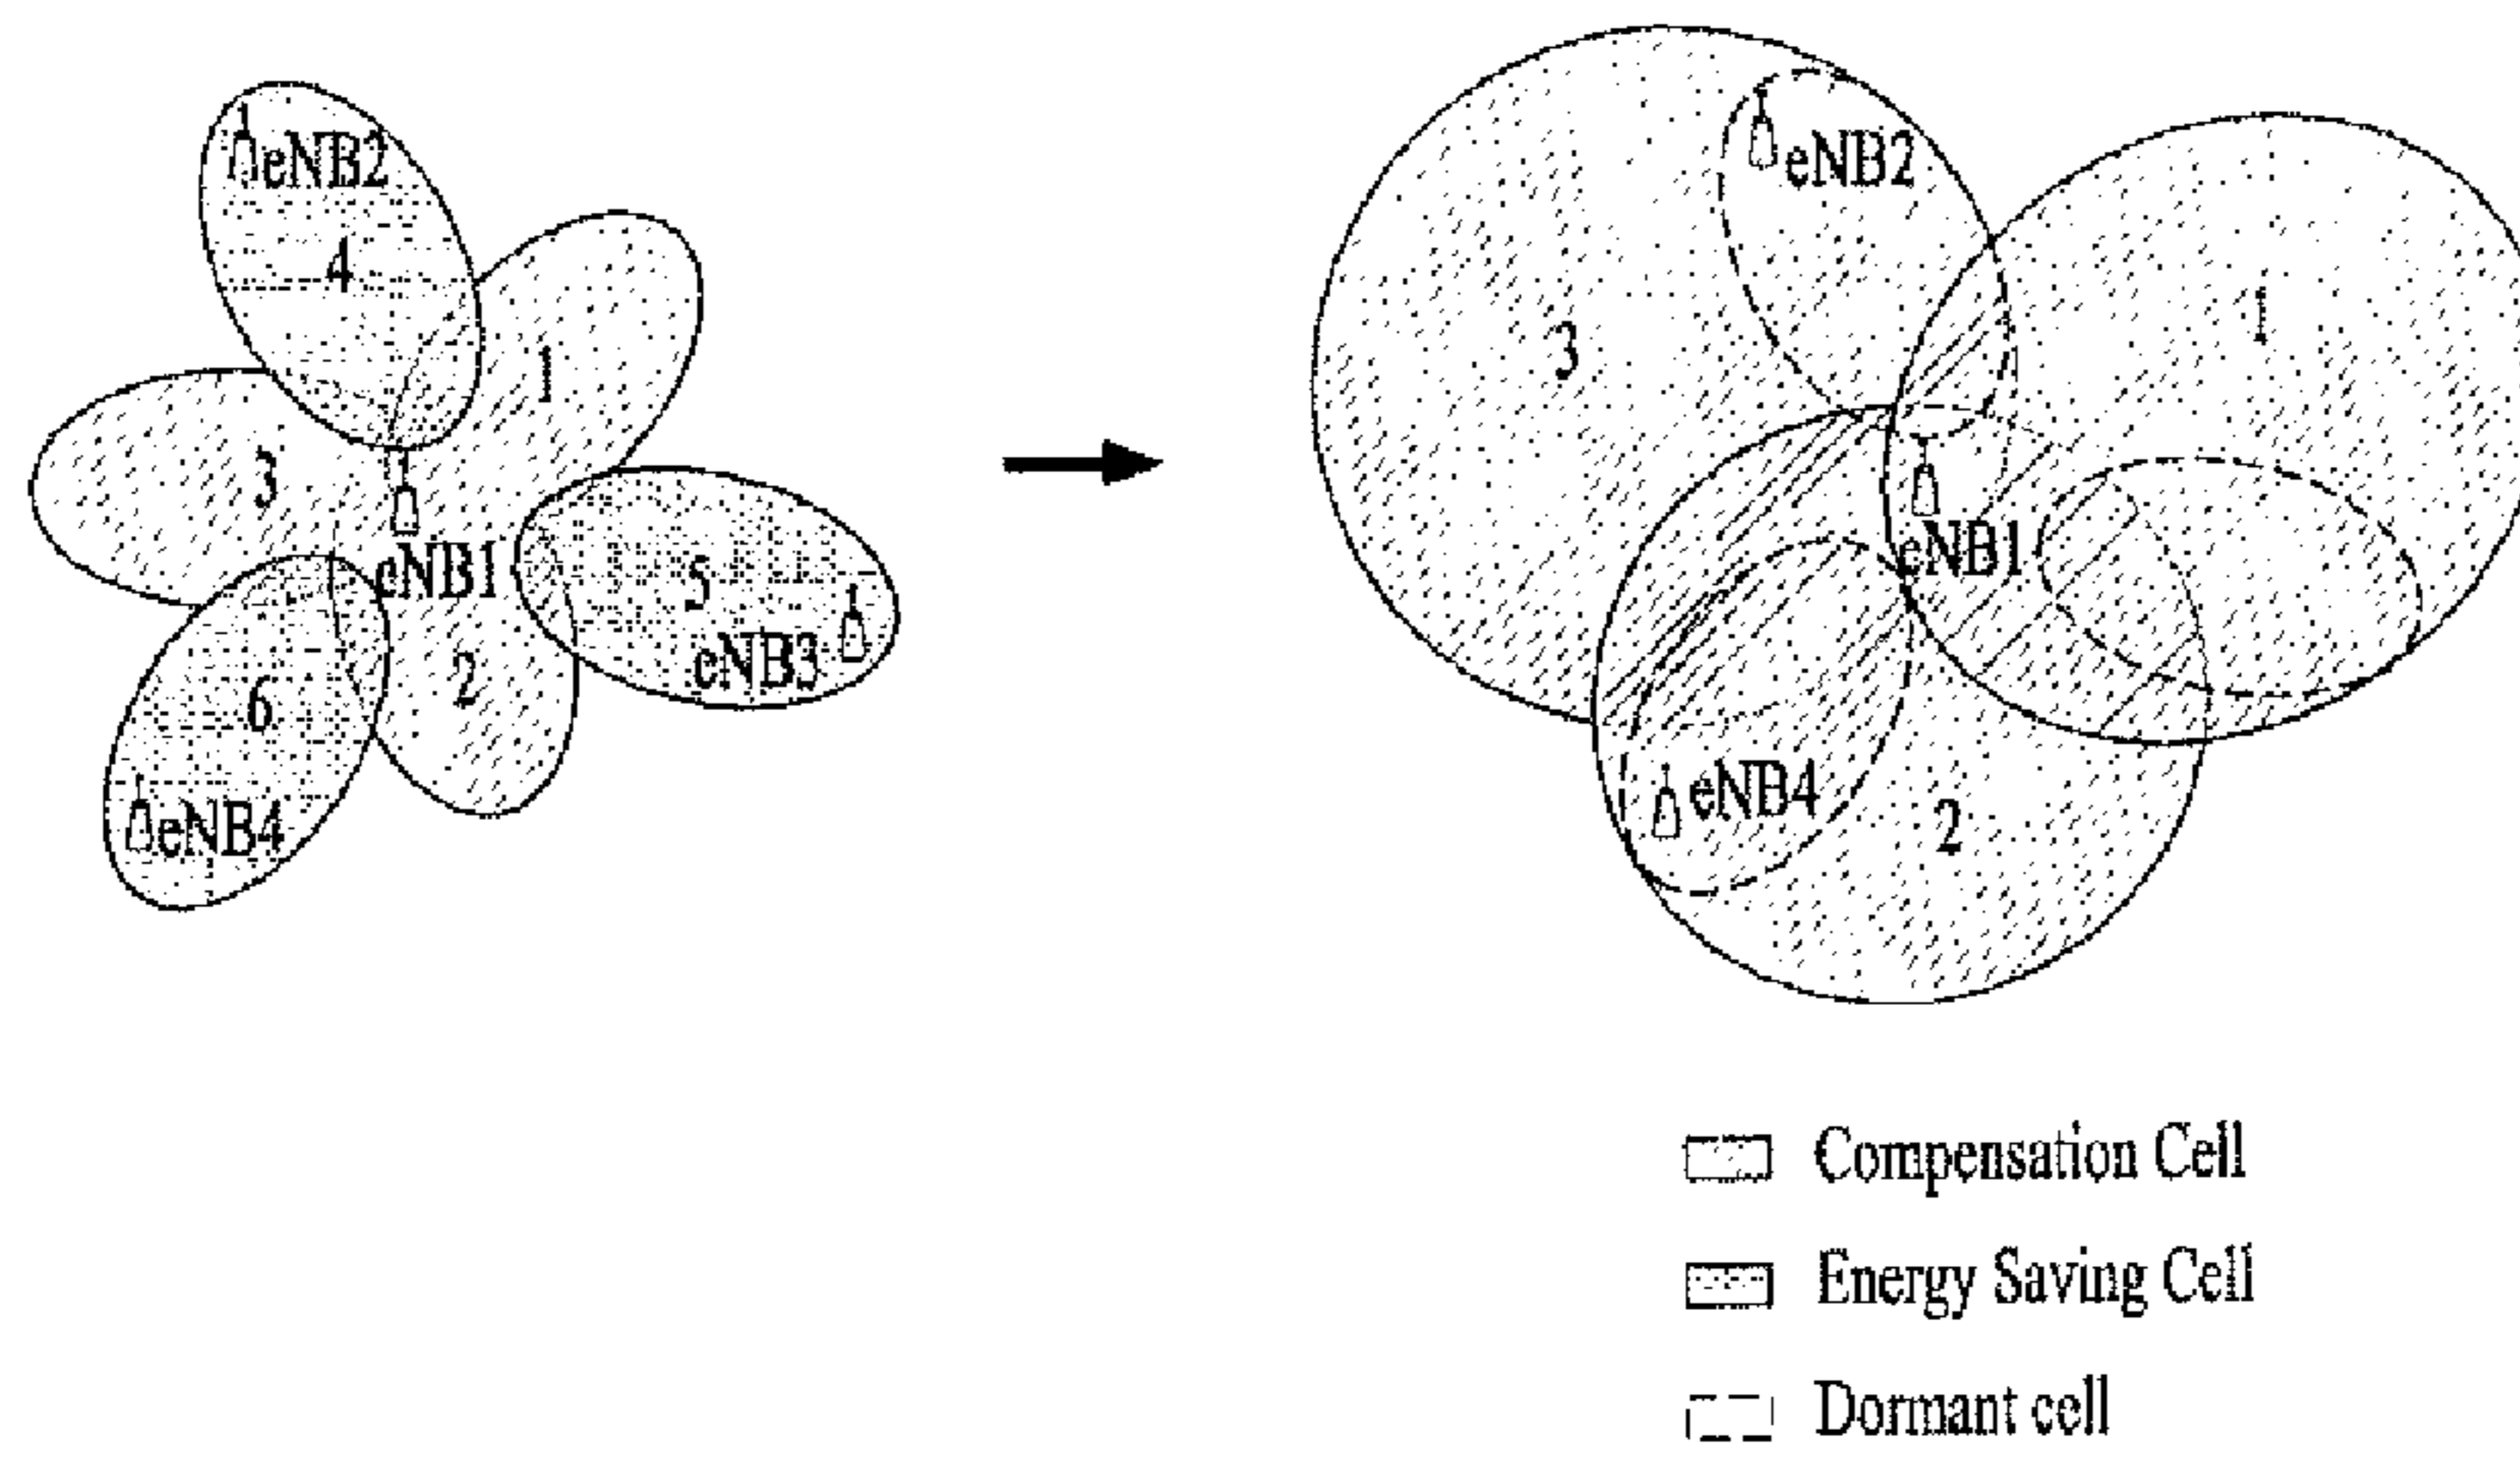 eNB2
4
1
3
eNB1
5
eNB3
2
6
eNB4
eNB2
1
3
eNB1
eNB4
2
Compensation Cell
Energy Saving Cell
Dormant cell